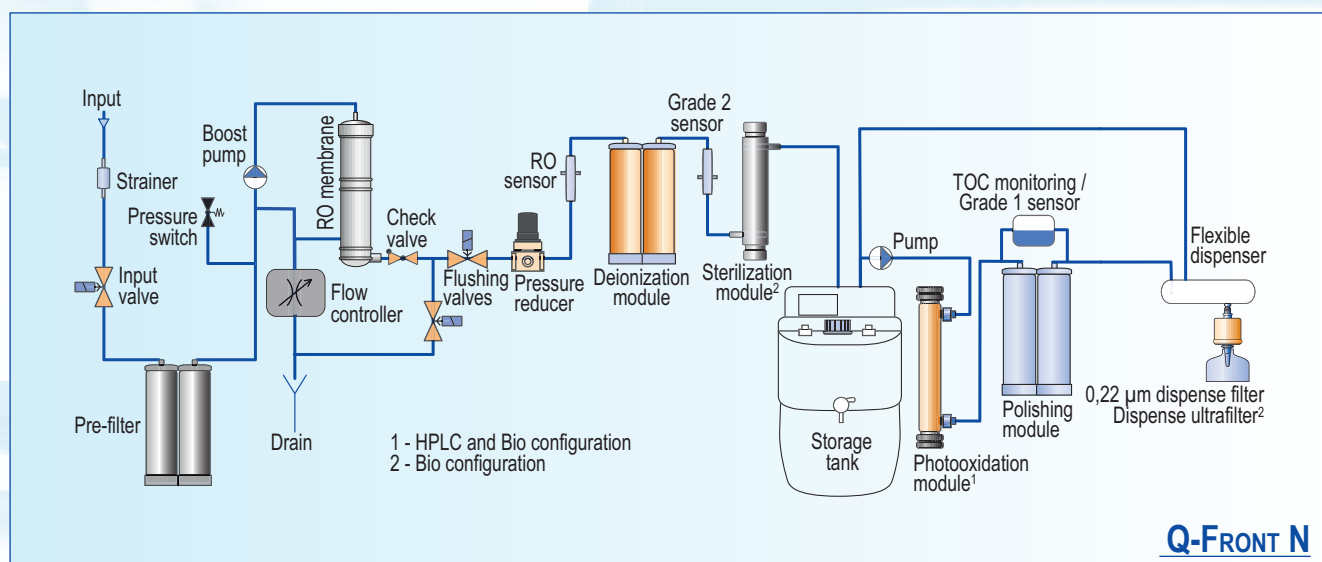 Input
Strainer
Pressure
switch
Input
valve
Pre-filter
Boost
pump
RO membrane
Flow
controller
Drain
Check
valve
Flushing
valves
Pressure
reducer
RO
sensor
Deionization
module
Grade 2
sensor
Sterilization
module²
Storage
tank
Pump
Photooxidation
module¹
TOC monitoring /
Grade 1 sensor
Polishing
module
Flexible
dispenser
0,22 µm dispense filter
Dispense ultrafilter²
1 - HPLC and Bio configuration
2 - Bio configuration
Q-FRONT N